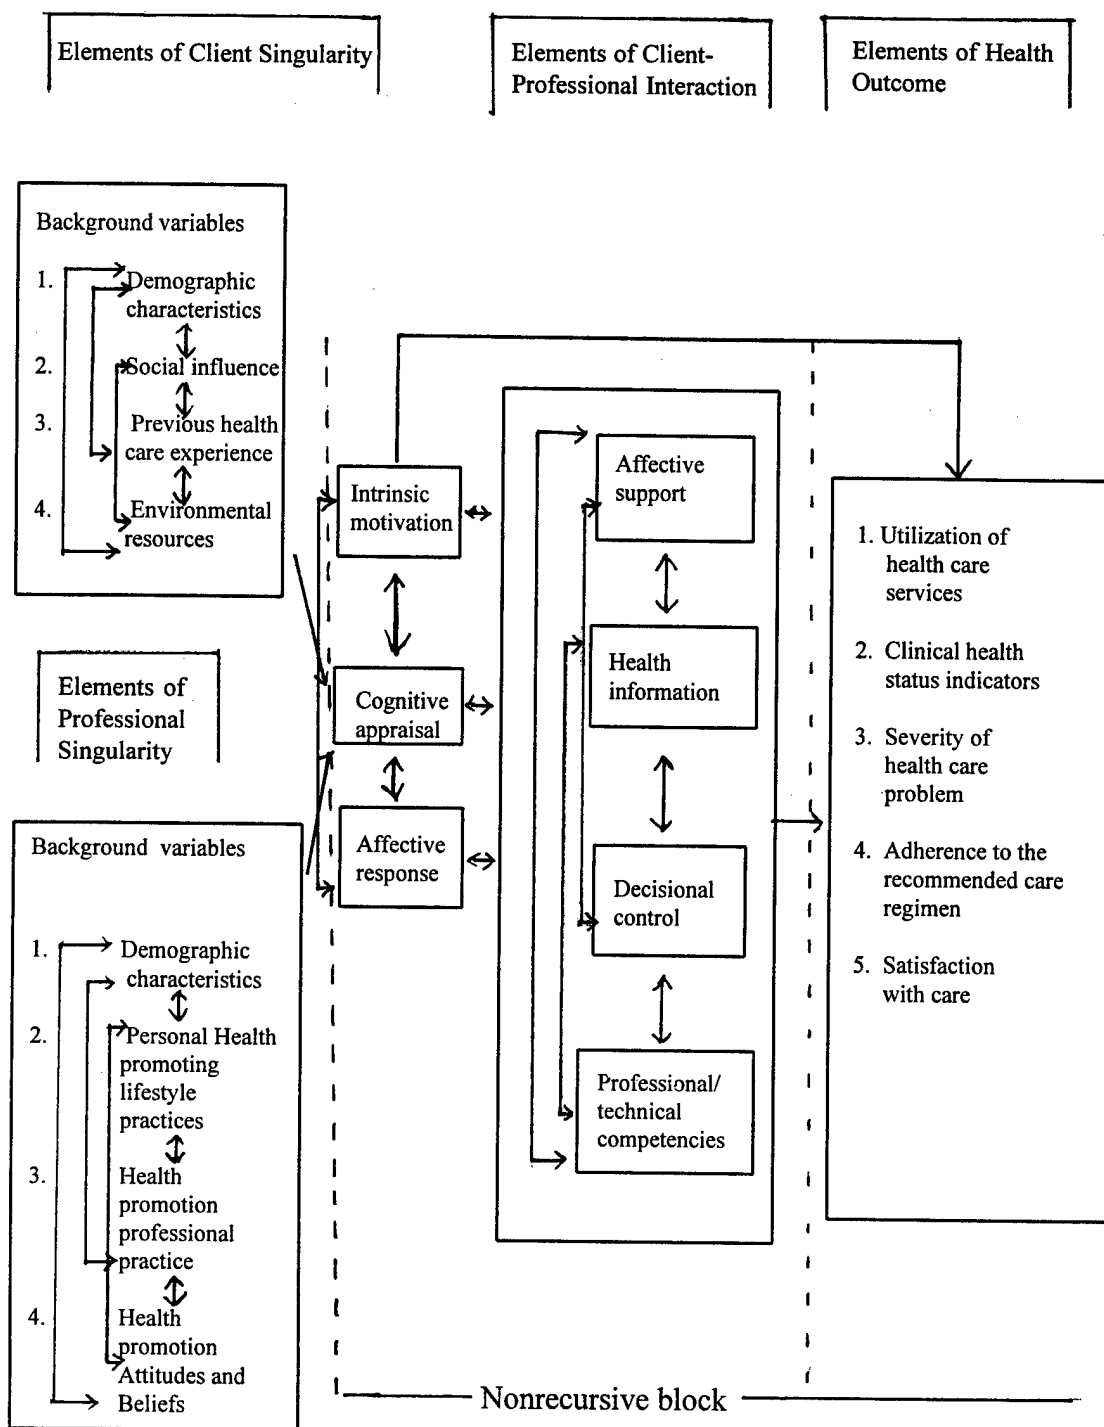 Elements of Client Singularity
Elements of Client-
Professional Interaction
Elements of Health
Outcome
Background variables
1.
Demographic
characteristics
2.
Social influence
3.
Previous health
care experience
4.
Environmental
resources
Elements of
Professional
Singularity
Background variables
1.
Demographic
characteristics
2.
Personal Health
promoting
lifestyle
practices
3.
Health
promotion
professional
practice
4.
Health
promotion
Attitudes and
Beliefs
Intrinsic
motivation
Cognitive
appraisal
Affective
response
Affective
support
Health
information
Decisional
control
Professional/
technical
competencies
1. Utilization of
health care
services
2. Clinical health
status indicators
3. Severity of
health care
problem
4. Adherence to the
recommended care
regimen
5. Satisfaction
with care
Nonrecursive block